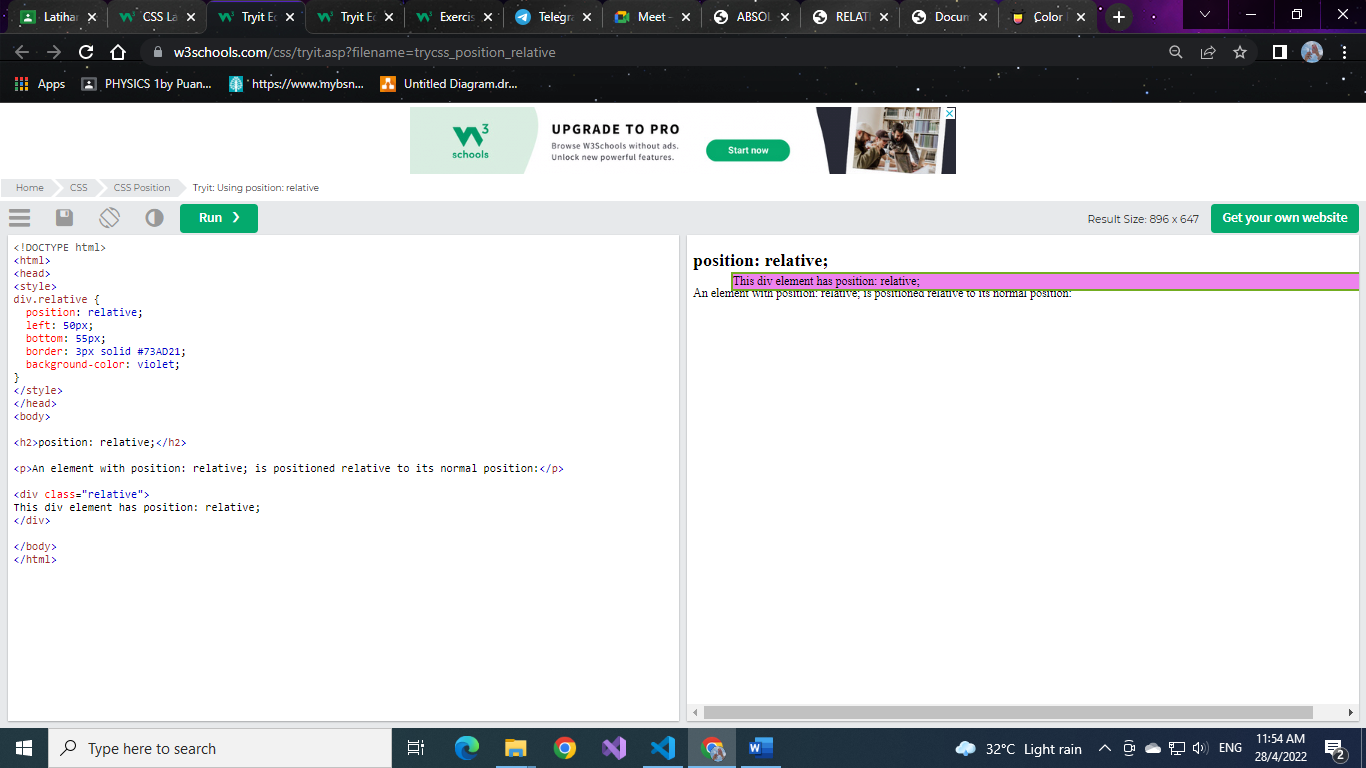 Latihan
CSS La
Tryit Ed
Tryit Ed
Exercis
Telegra
Meet -
ABSOL
RELATI
Docum
Color
w3schools.com/css/tryit.asp?filename=trycss_position_relative
Apps
PHYSICS 1by Puan...
https://www.mybsn...
Untitled Diagram.dr...
W3
schools
UPGRADE TO PRO
Browse W3Schools without ads.
Unlock new powerful features.
Start now
Home
CSS
CSS Position
Tryit: Using position: relative
Run ❯
Result Size: 896 x 647
Get your own website
<!DOCTYPE html>
<html>
<head>
<style>
div.relative {
  position: relative;
  left: 50px;
  bottom: 55px;
  border: 3px solid #73AD21;
  background-color: violet;
}
</style>
</head>
<body>
<h2>position: relative;</h2>
<p>An element with position: relative; is positioned relative to its normal position:</p>
<div class="relative">
This div element has position: relative;
</div>
</body>
</html>
position: relative;
This div element has position: relative;
An element with position: relative; is positioned relative to its normal position:
Type here to search
32°C Light rain
ENG
11:54 AM
28/4/2022
2